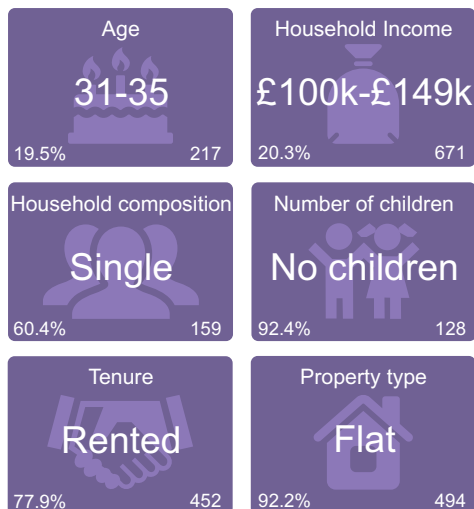 Age
31-35
19.5% 217
Household Income
£100k-£149k
20.3% 671
Household composition
Single
60.4% 159
Number of children
No children
92.4% 128
Tenure
Rented
77.9% 452
Property type
Flat
92.2% 494